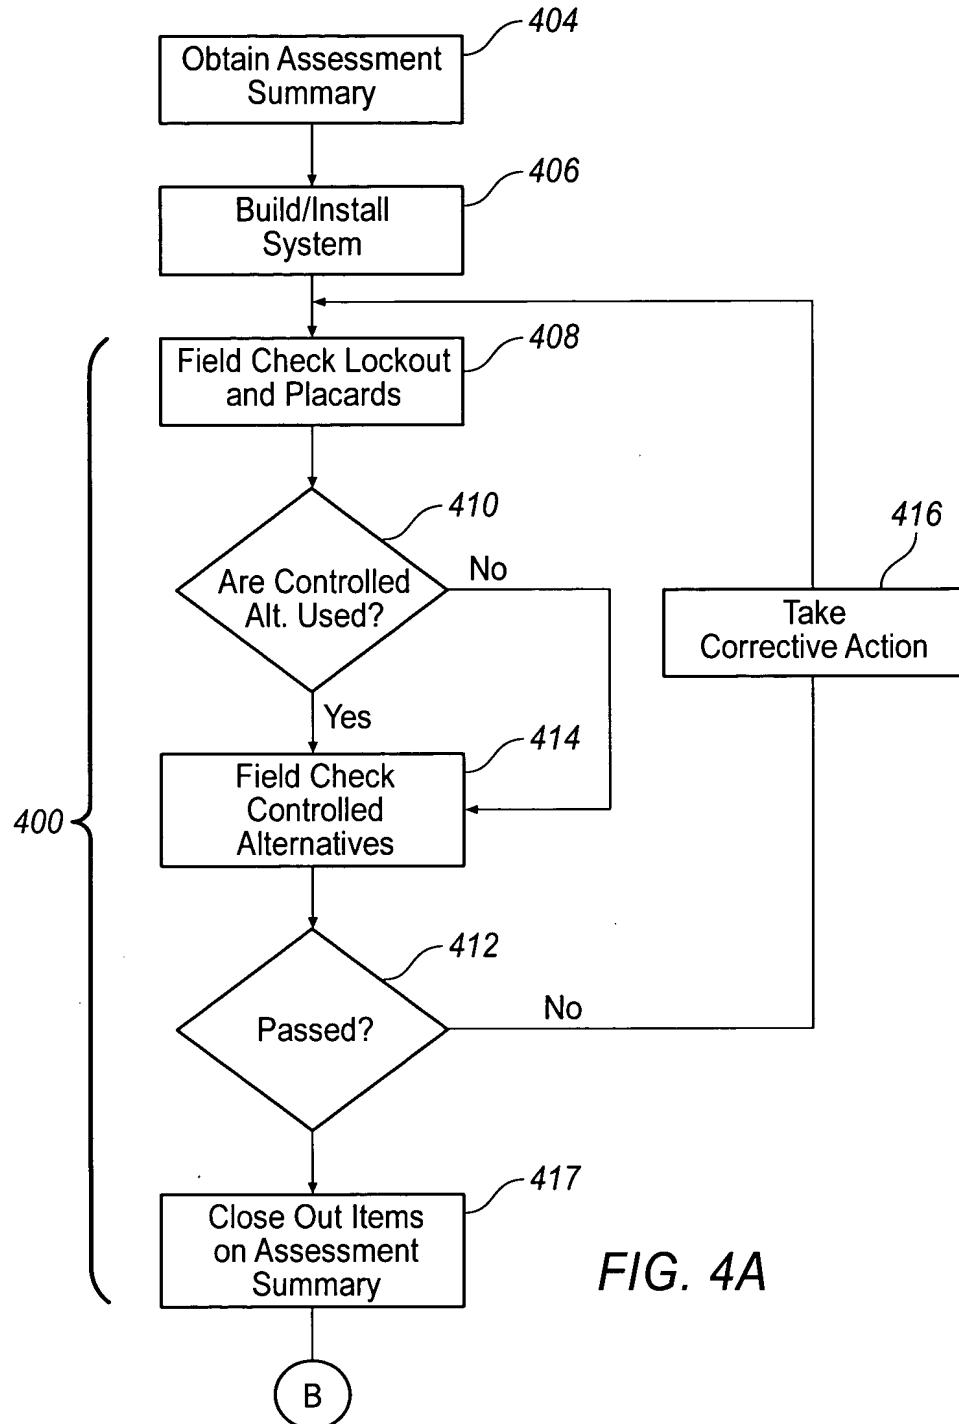 404
Obtain Assessment
Summary
406
Build/Install
System
408
Field Check Lockout
and Placards
410
Are Controlled
Alt. Used?
No
416
Take
Corrective Action
Yes
414
Field Check
Controlled
Alternatives
400
412
Passed?
No
417
Close Out Items
on Assessment
Summary
FIG. 4A
B